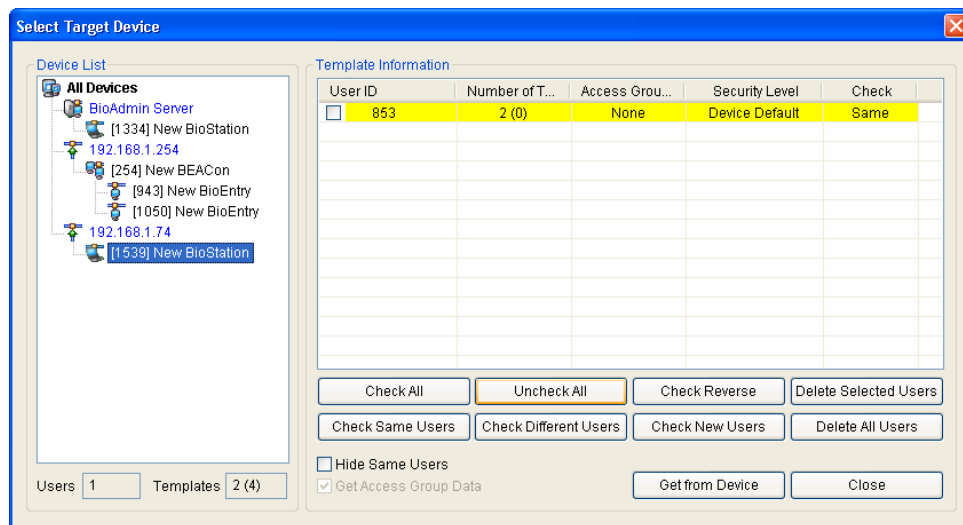 Select Target Device
Device List
All Devices
BioAdmin Server
[1334] New BioStation
192.168.1.254
[254] New BEACon
[943] New BioEntry
[1050] New BioEntry
192.168.1.74
[1539] New BioStation
Users 1 Templates 2 (4)
Template Information
User ID Number of T... Access Grou... Security Level Check
853 2 (0) None Device Default Same
Check All Uncheck All Check Reverse Delete Selected Users
Check Same Users Check Different Users Check New Users Delete All Users
Hide Same Users
Get Access Group Data Get from Device Close